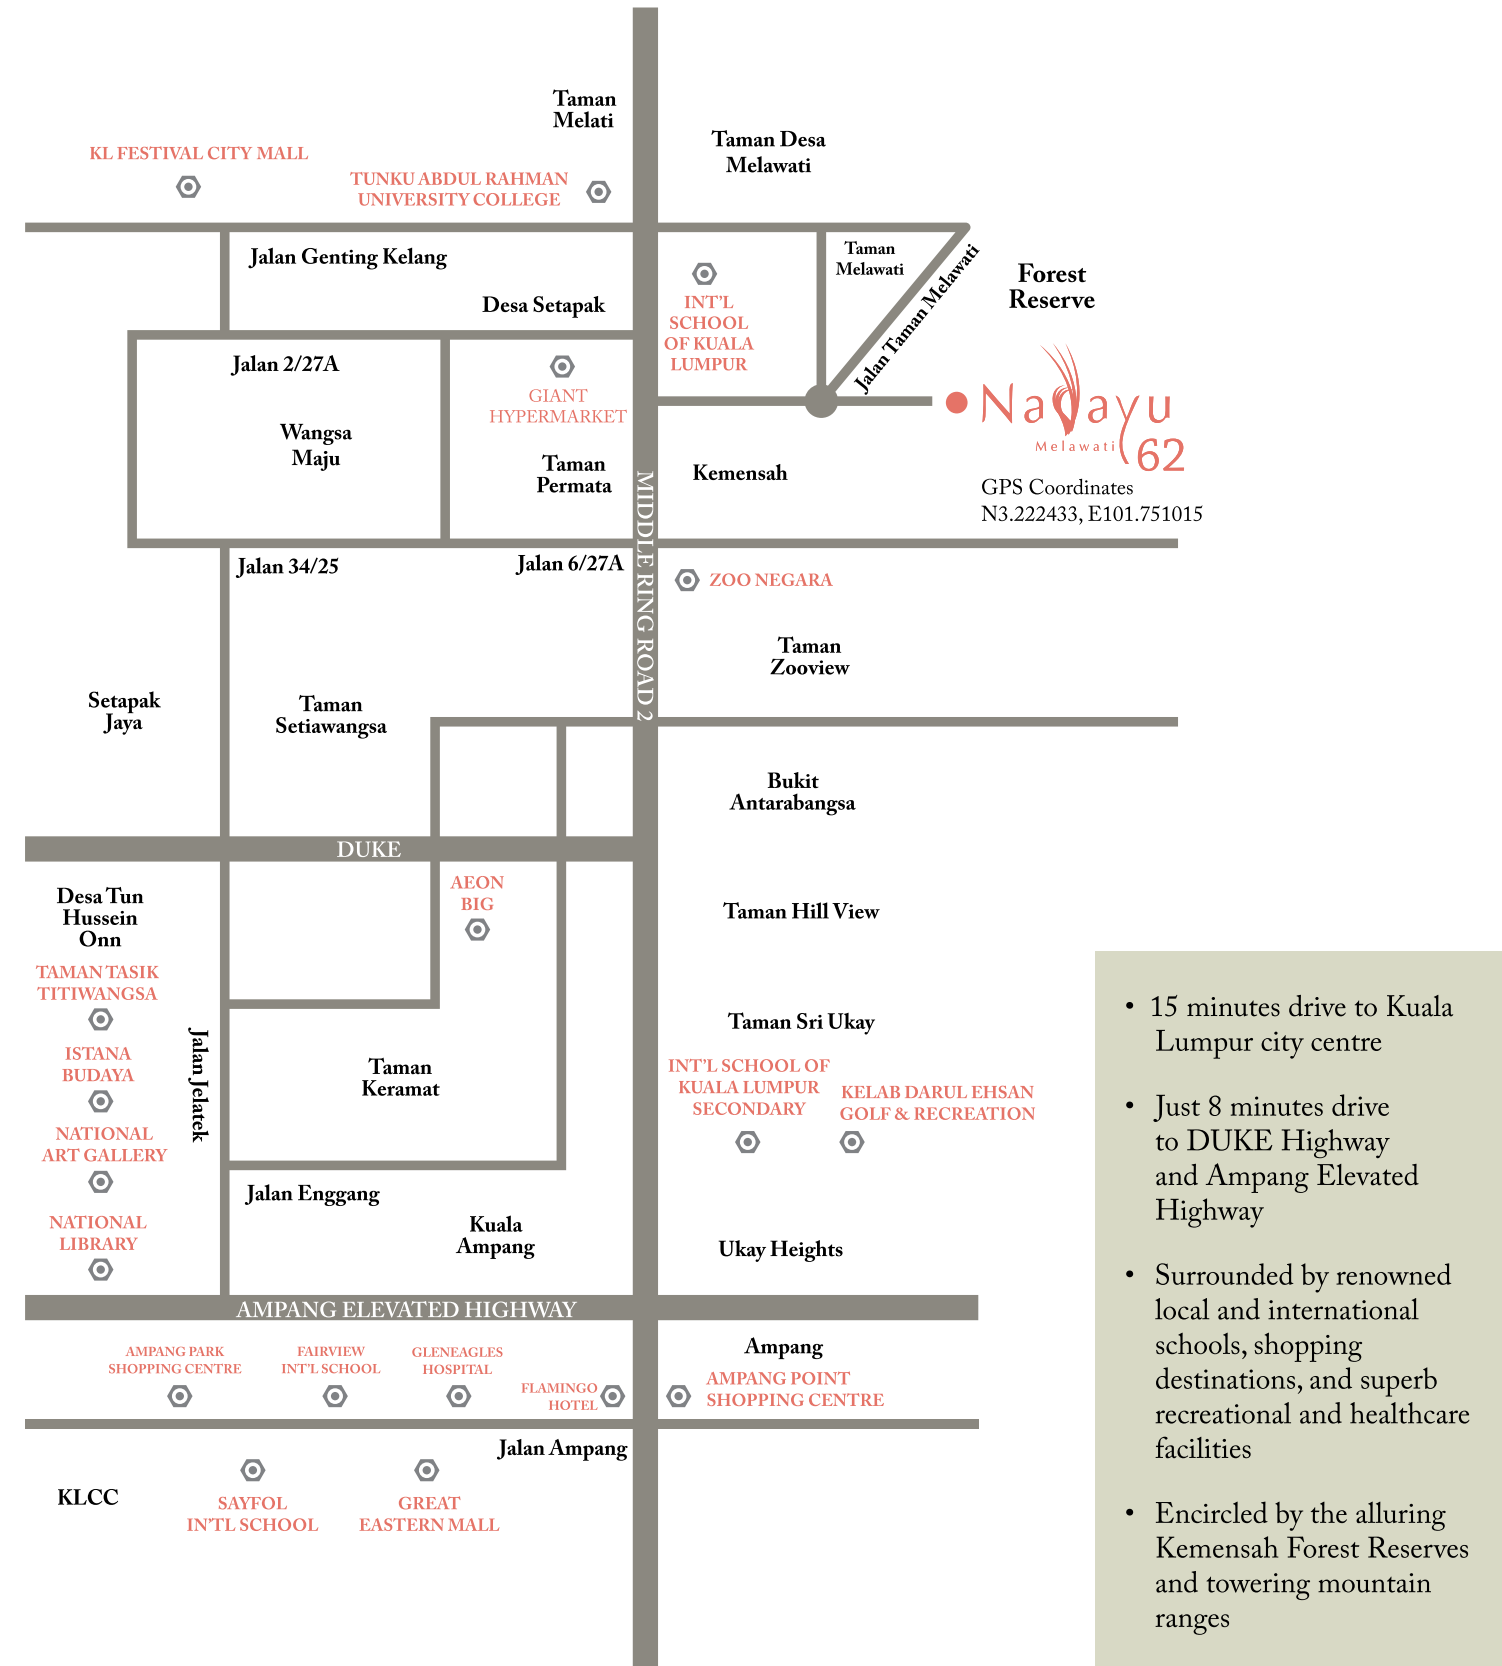 Taman
Melati
Taman Desa
Melawati
KL FESTIVAL CITY MALL
TUNKU ABDUL RAHMAN
UNIVERSITY COLLEGE
Jalan Genting Kelang
Taman
Melawati
Jalan Taman Melawati
Forest
Reserve
Desa Setapak
INT'L
SCHOOL
OF KUALA
LUMPUR
Jalan 2/27A
GIANT
HYPERMARKET
Nadayu
Melawati
62
Wangsa
Maju
Taman
Permata
Kemensah
GPS Coordinates
N3.222433, E101.751015
MIDDLE RING ROAD 2
Jalan 34/25
Jalan 6/27A
ZOO NEGARA
Taman
Zooview
Setapak
Jaya
Taman
Setiawangsa
Bukit
Antarabangsa
DUKE
Desa Tun
Hussein
Onn
AEON
BIG
Taman Hill View
TAMAN TASIK
TITIWANGSA
Jalan Jelatek
Taman Sri Ukay
ISTANA
BUDAYA
Taman
Keramat
INT'L SCHOOL OF
KUALA LUMPUR
SECONDARY
KELAB DARUL EHSAN
GOLF & RECREATION
NATIONAL
ART GALLERY
Jalan Enggang
NATIONAL
LIBRARY
Kuala
Ampang
Ukay Heights
AMPANG ELEVATED HIGHWAY
AMPANG PARK
SHOPPING CENTRE
FAIRVIEW
INT'L SCHOOL
GLENEAGLES
HOSPITAL
FLAMINGO
HOTEL
Ampang
AMPANG POINT
SHOPPING CENTRE
Jalan Ampang
KLCC
SAYFOL
IN'TL SCHOOL
GREAT
EASTERN MALL
• 15 minutes drive to Kuala
Lumpur city centre
• Just 8 minutes drive
to DUKE Highway
and Ampang Elevated
Highway
• Surrounded by renowned
local and international
schools, shopping
destinations, and superb
recreational and healthcare
facilities
• Encircled by the alluring
Kemensah Forest Reserves
and towering mountain
ranges